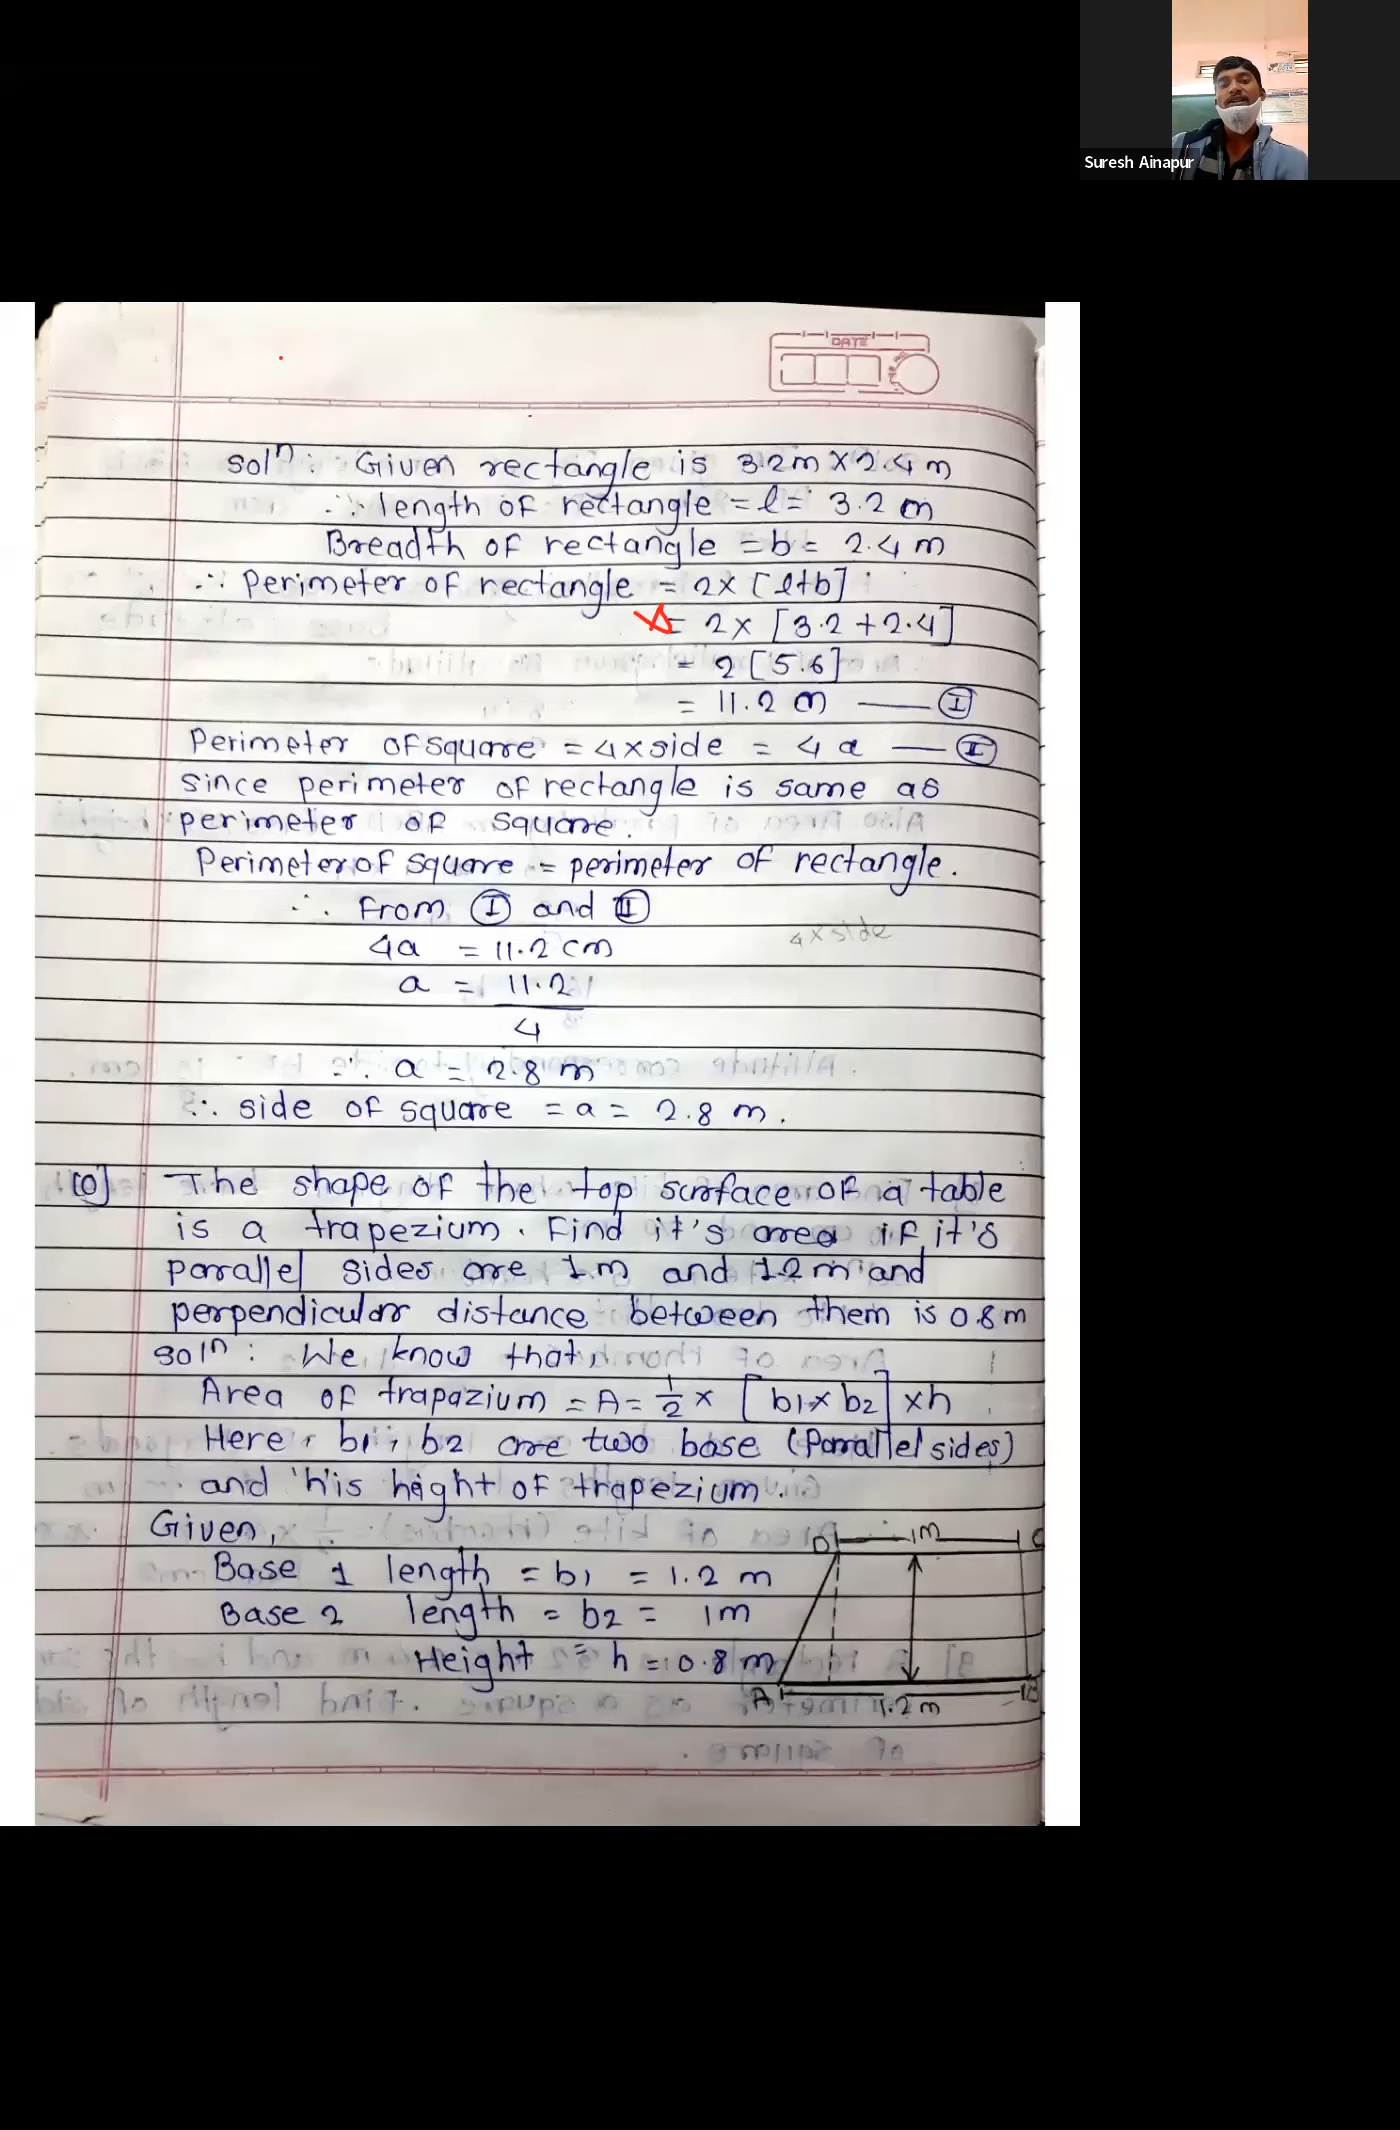 Suresh Ainapur
DATE
Solⁿ: Given rectangle is 3.2m x 2.4 m
∴ length of rectangle = l = 3.2 m
Breadth of rectangle = b = 2.4 m
∴ Perimeter of rectangle = 2x [l+b]
= 2x [3.2 + 2.4]
= 2 [5.6]
= 11.2 m — I
Perimeter of square = 4 x side = 4 a — II
since perimeter of rectangle is same as
perimeter of square.
Perimeter of square = perimeter of rectangle.
∴ From I and II
4a = 11.2 cm
4 x side
a = 11.2
4
∴ a = 2.8 m
∴ side of square = a = 2.8 m.
[0] The shape of the top surface of a table
is a trapezium. Find it's area if it's
parallel sides are 1m and 1.2 m and
perpendicular distance between them is 0.8 m
Solⁿ: We know that,
Area of trapazium = A = 1/2 x [b1 x b2] x h
Here, b1, b2 are two base (Parallel sides)
and 'h' is height of trapezium.
Given,
D 1M C
Base 1 length = b1 = 1.2 m
Base 2 length = b2 = 1m
Height = h = 0.8 m
A 1.2 m B